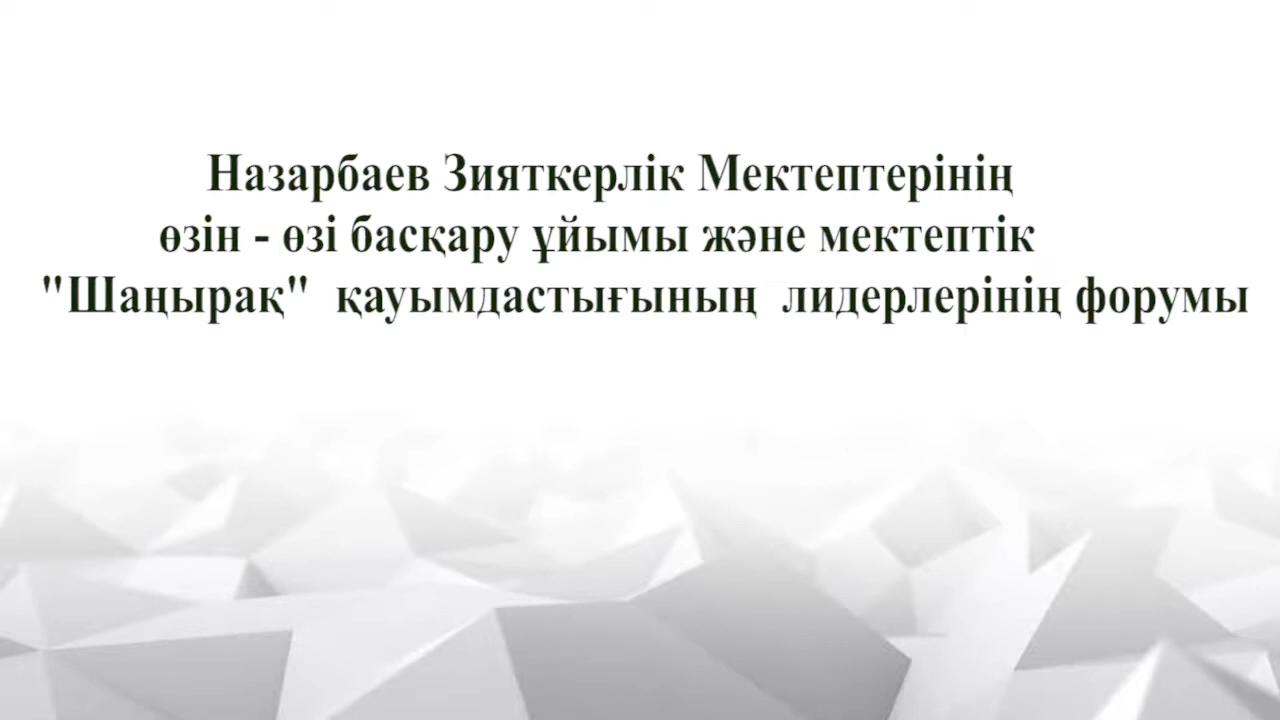 Назарбаев Зияткерлік Мектептерінің
өзін - өзі басқару ұйымы және мектептік
"Шаңырақ" қауымдастығының лидерлерінің форумы